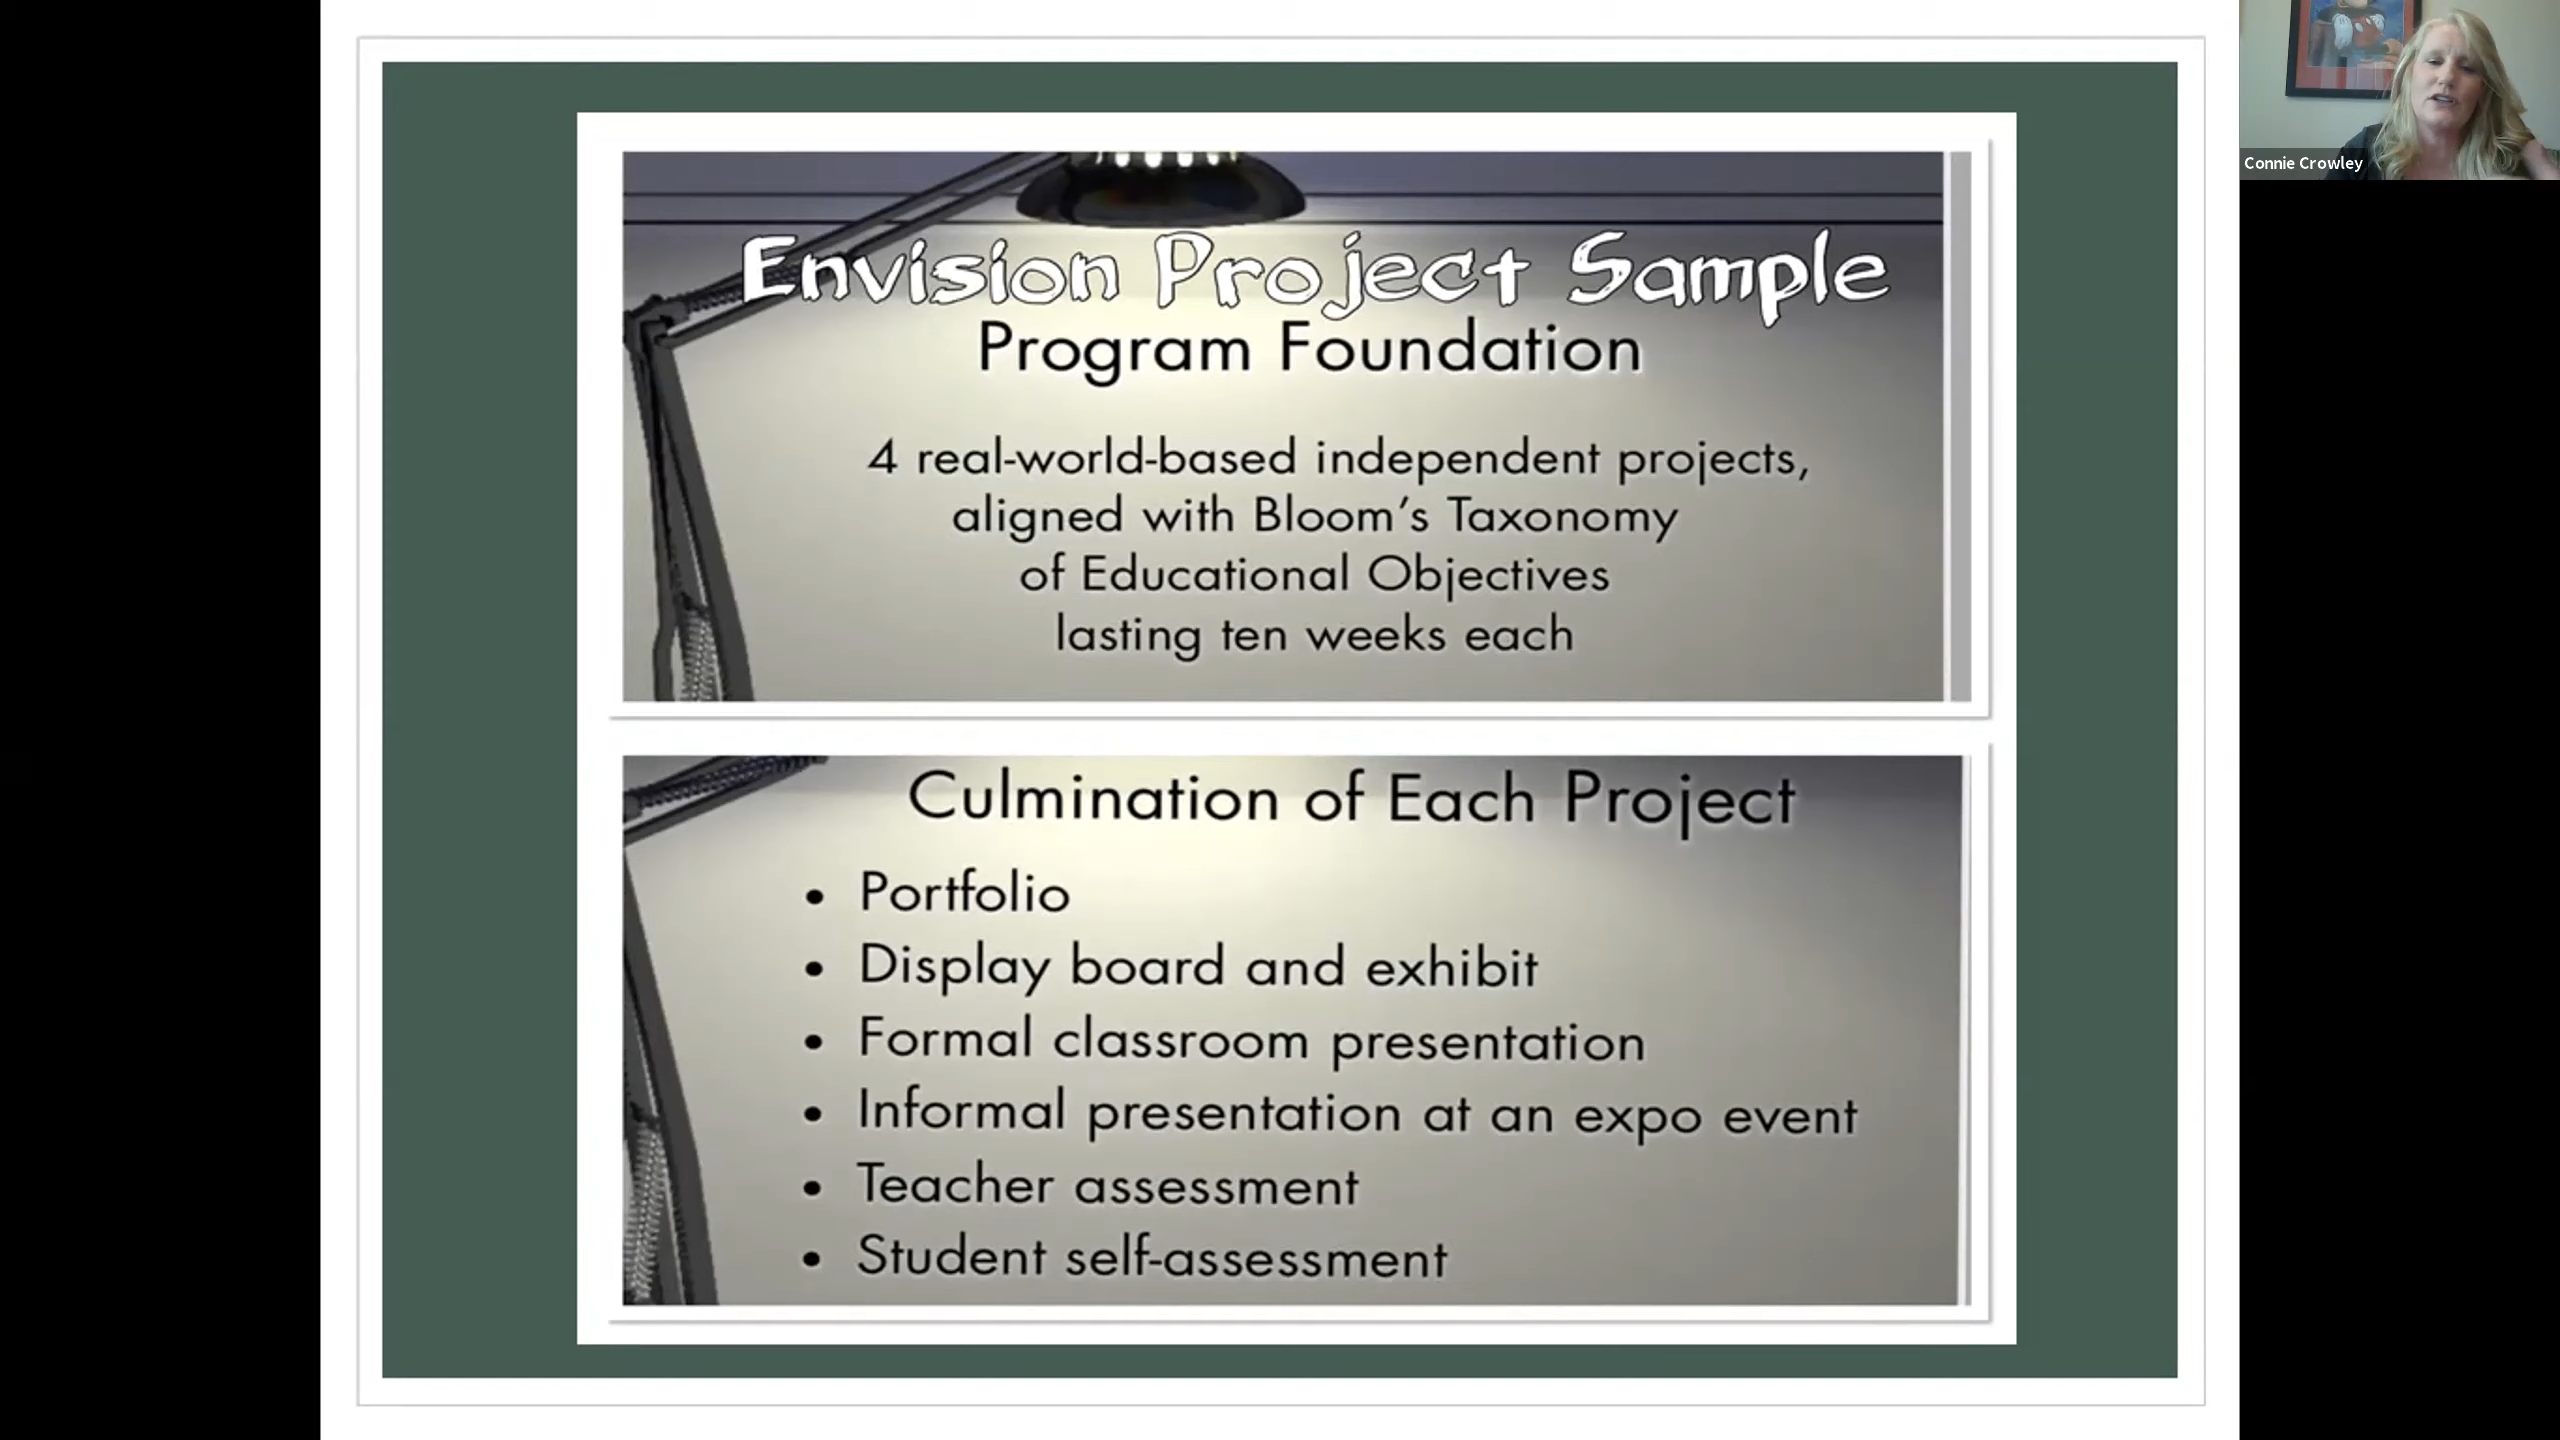 Envision Project Sample
Program Foundation
4 real-world-based independent projects,
aligned with Bloom's Taxonomy
of Educational Objectives
lasting ten weeks each
Culmination of Each Project
• Portfolio
• Display board and exhibit
• Formal classroom presentation
• Informal presentation at an expo event
• Teacher assessment
• Student self-assessment
Connie Crowley